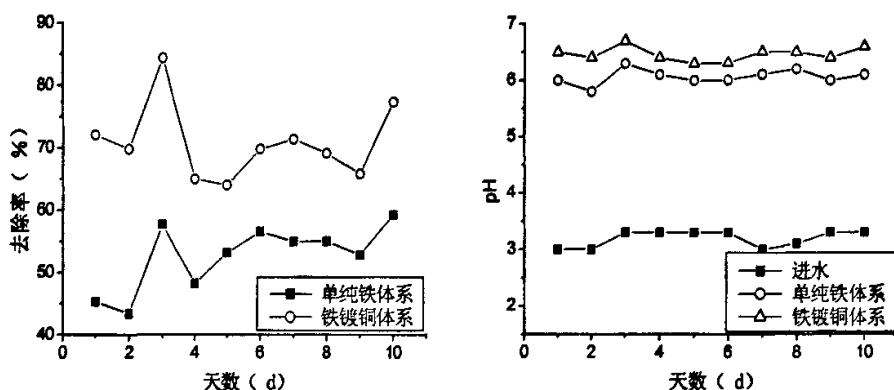 90
80
70
60
50
40
去除率（ %）
0 2 4 6 8 10
天数（ d）
单纯铁体系
铁镀铜体系
7
6
5
4
3
2
pH
0 2 4 6 8 10
天数（ d）
进水
单纯铁体系
铁镀铜体系